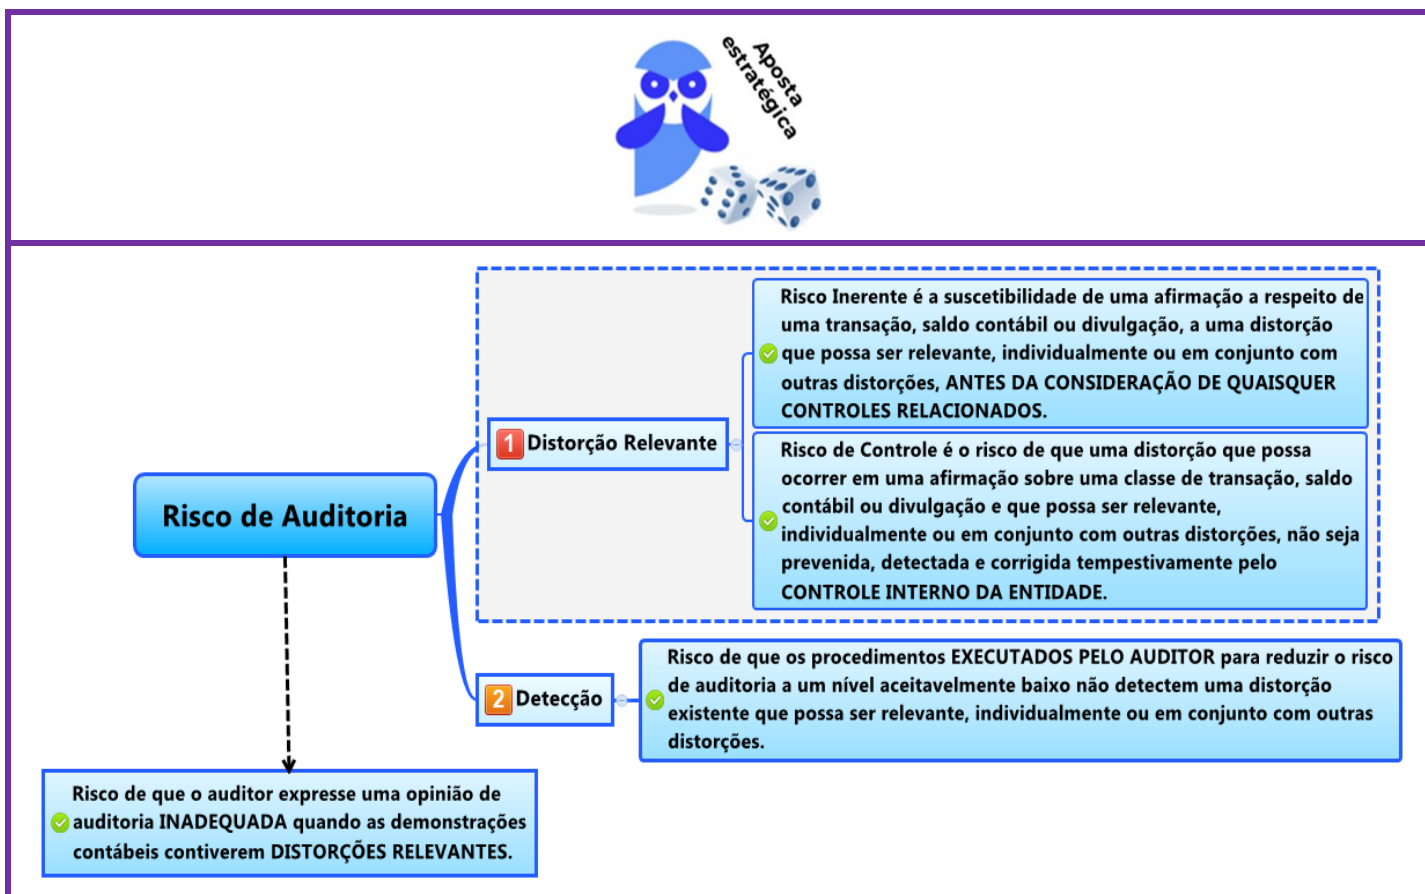 Aposta
estratégica
Risco de Auditoria
1 Distorção Relevante
Risco Inerente é a suscetibilidade de uma afirmação a respeito de
uma transação, saldo contábil ou divulgação, a uma distorção
que possa ser relevante, individualmente ou em conjunto com
outras distorções, ANTES DA CONSIDERAÇÃO DE QUAISQUER
CONTROLES RELACIONADOS.
Risco de Controle é o risco de que uma distorção que possa
ocorrer em uma afirmação sobre uma classe de transação, saldo
contábil ou divulgação e que possa ser relevante,
individualmente ou em conjunto com outras distorções, não seja
prevenida, detectada e corrigida tempestivamente pelo
CONTROLE INTERNO DA ENTIDADE.
2 Detecção
Risco de que os procedimentos EXECUTADOS PELO AUDITOR para reduzir o risco
de auditoria a um nível aceitavelmente baixo não detectem uma distorção
existente que possa ser relevante, individualmente ou em conjunto com outras
distorções.
Risco de que o auditor expresse uma opinião de
auditoria INADEQUADA quando as demonstrações
contábeis contiverem DISTORÇÕES RELEVANTES.